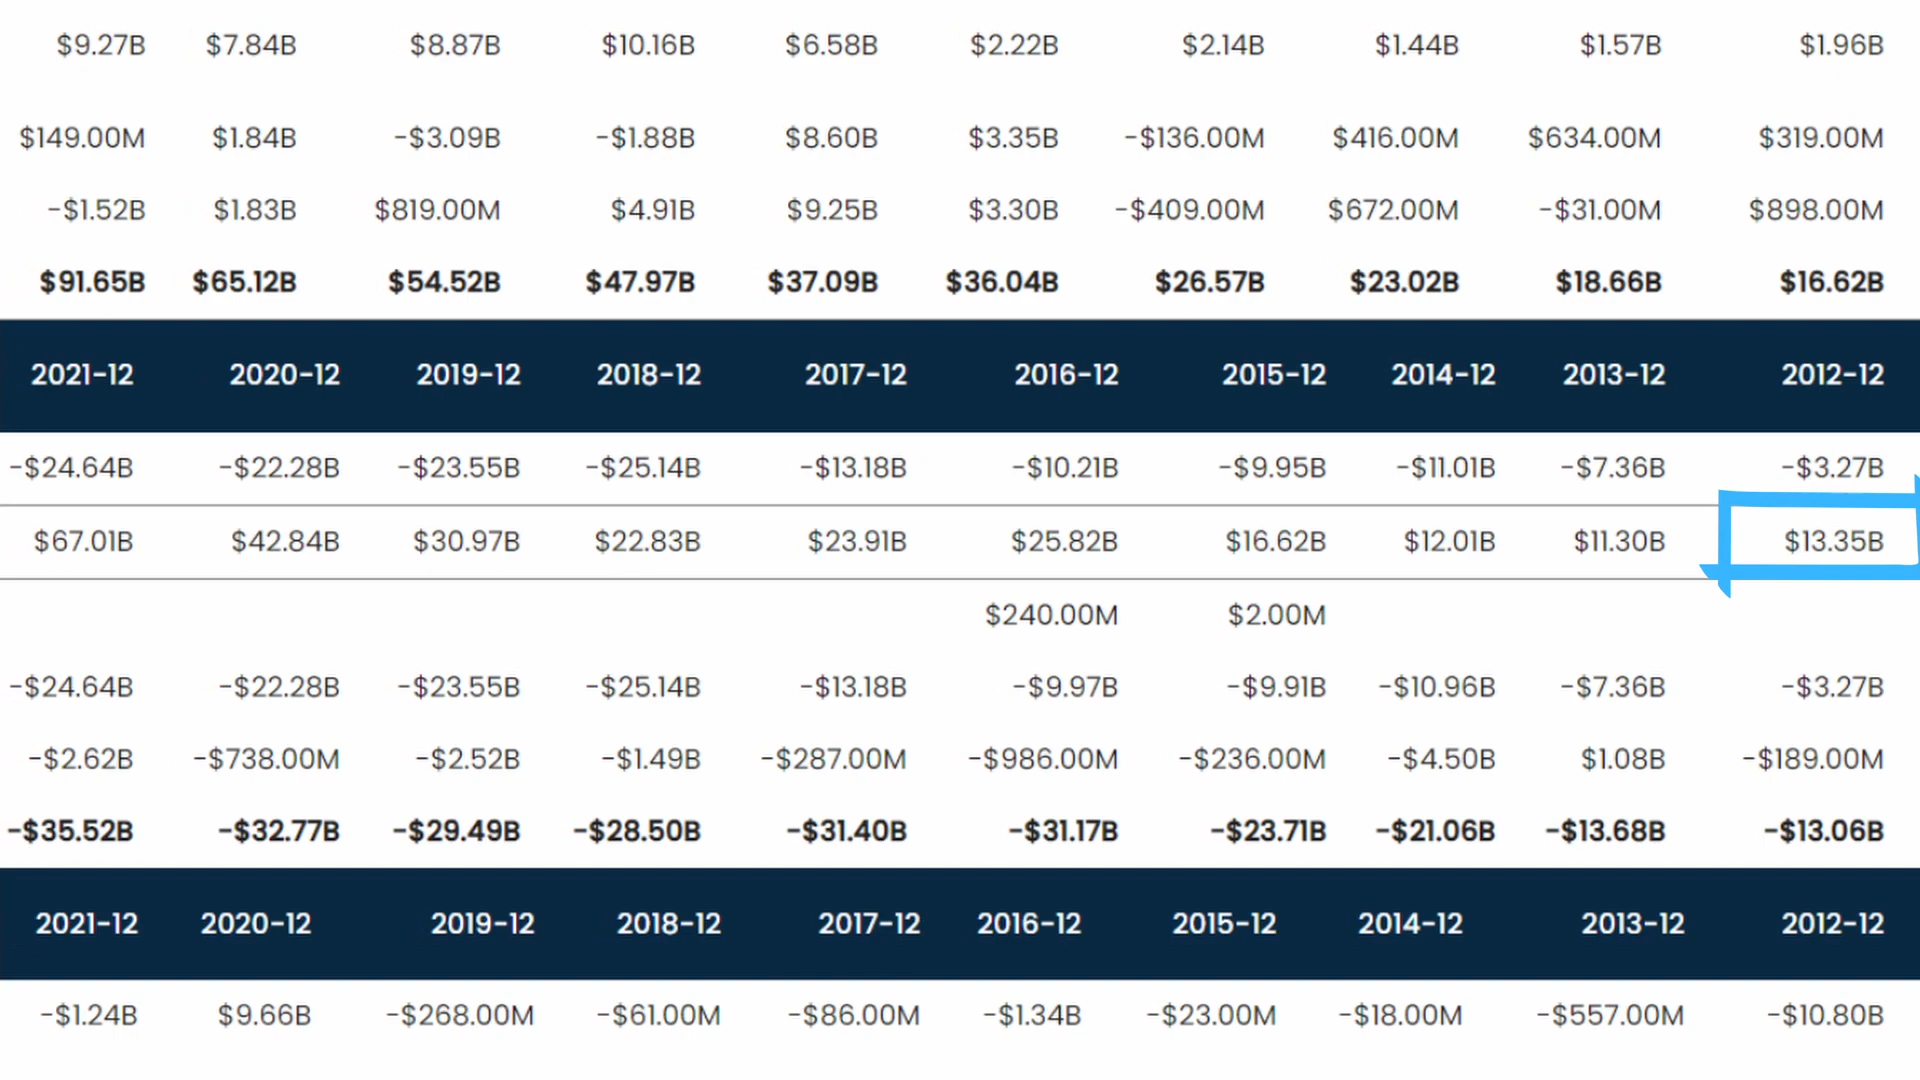 $9.27B $7.84B $8.87B $10.16B $6.58B $2.22B $2.14B $1.44B $1.57B $1.96B
$149.00M $1.84B -$3.09B -$1.88B $8.60B $3.35B -$136.00M $416.00M $634.00M $319.00M
-$1.52B $1.83B $819.00M $4.91B $9.25B $3.30B -$409.00M $672.00M -$31.00M $898.00M
$91.65B $65.12B $54.52B $47.97B $37.09B $36.04B $26.57B $23.02B $18.66B $16.62B
2021-12 2020-12 2019-12 2018-12 2017-12 2016-12 2015-12 2014-12 2013-12 2012-12
-$24.64B -$22.28B -$23.55B -$25.14B -$13.18B -$10.21B -$9.95B -$11.01B -$7.36B -$3.27B
$67.01B $42.84B $30.97B $22.83B $23.91B $25.82B $16.62B $12.01B $11.30B $13.35B
$240.00M $2.00M
-$24.64B -$22.28B -$23.55B -$25.14B -$13.18B -$9.97B -$9.91B -$10.96B -$7.36B -$3.27B
-$2.62B -$738.00M -$2.52B -$1.49B -$287.00M -$986.00M -$236.00M -$4.50B $1.08B -$189.00M
-$35.52B -$32.77B -$29.49B -$28.50B -$31.40B -$31.17B -$23.71B -$21.06B -$13.68B -$13.06B
2021-12 2020-12 2019-12 2018-12 2017-12 2016-12 2015-12 2014-12 2013-12 2012-12
-$1.24B $9.66B -$268.00M -$61.00M -$86.00M -$1.34B -$23.00M -$18.00M -$557.00M -$10.80B